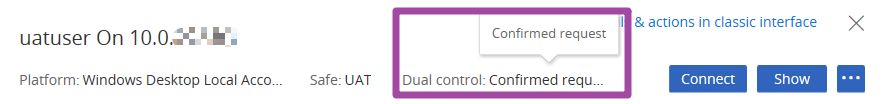 Confirmed request
& actions in classic interface
uatuser On 10.0.
Platform: Windows Desktop Local Acco...
Safe: UAT
Dual control: Confirmed requ...
Connect
Show